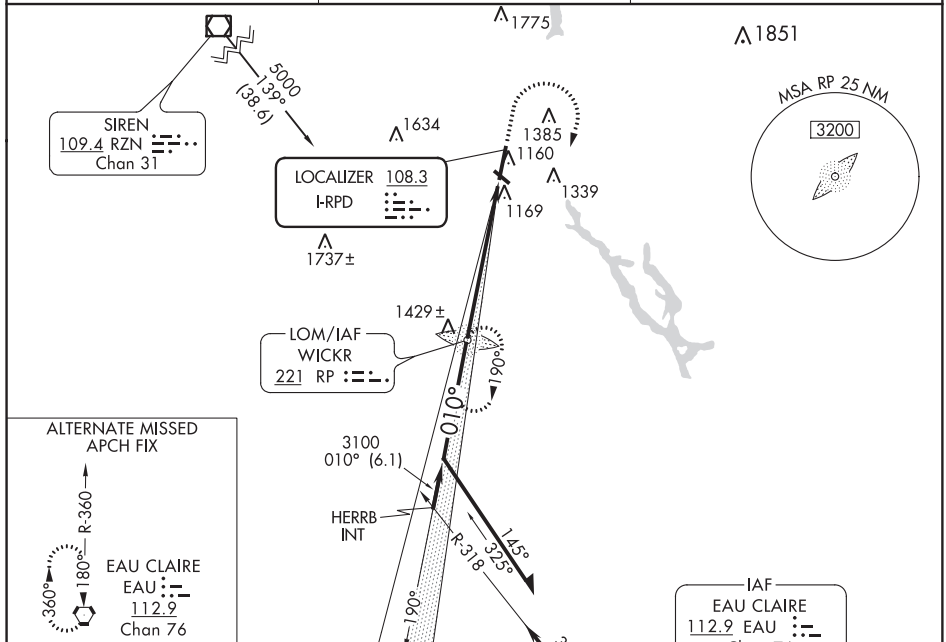 1775
1851
5000
139°
(38.6)
SIREN
109.4 RZN
Chan 31
1634
1385
1160
1339
1169
MSA RP 25 NM
3200
LOCALIZER 108.3
I-RPD
1737±
1429±
LOM/IAF
WICKR
221 RP
190°
010°
3100
010° (6.1)
HERRB
INT
145°
325°
R-318
190°
ALTERNATE MISSED
APCH FIX
R-360
360°
180°
EAU CLAIRE
EAU
112.9
Chan 76
IAF
EAU CLAIRE
112.9 EAU